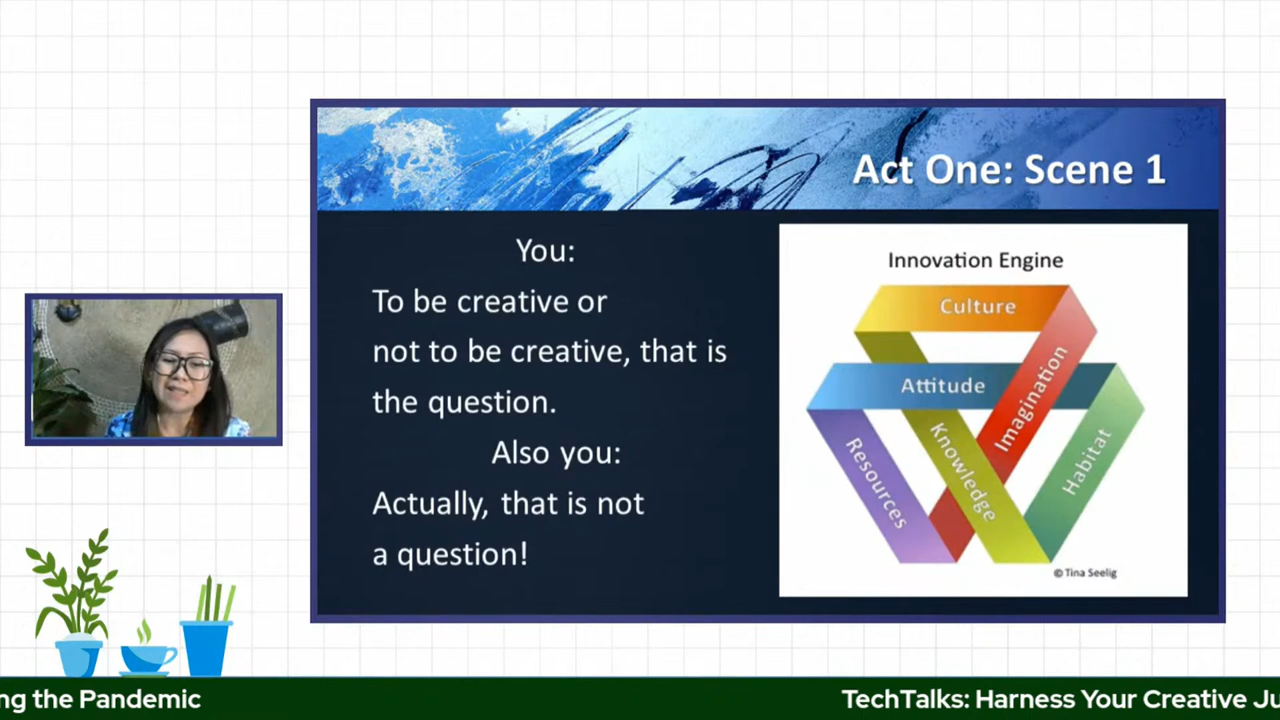 Act One: Scene 1
You:
To be creative or
not to be creative, that is
the question.
Also you:
Actually, that is not
a question!
Innovation Engine
Culture
Attitude
Imagination
Resources
Knowledge
Habitat
© Tina Seelig
ng the Pandemic
TechTalks: Harness Your Creative Ju